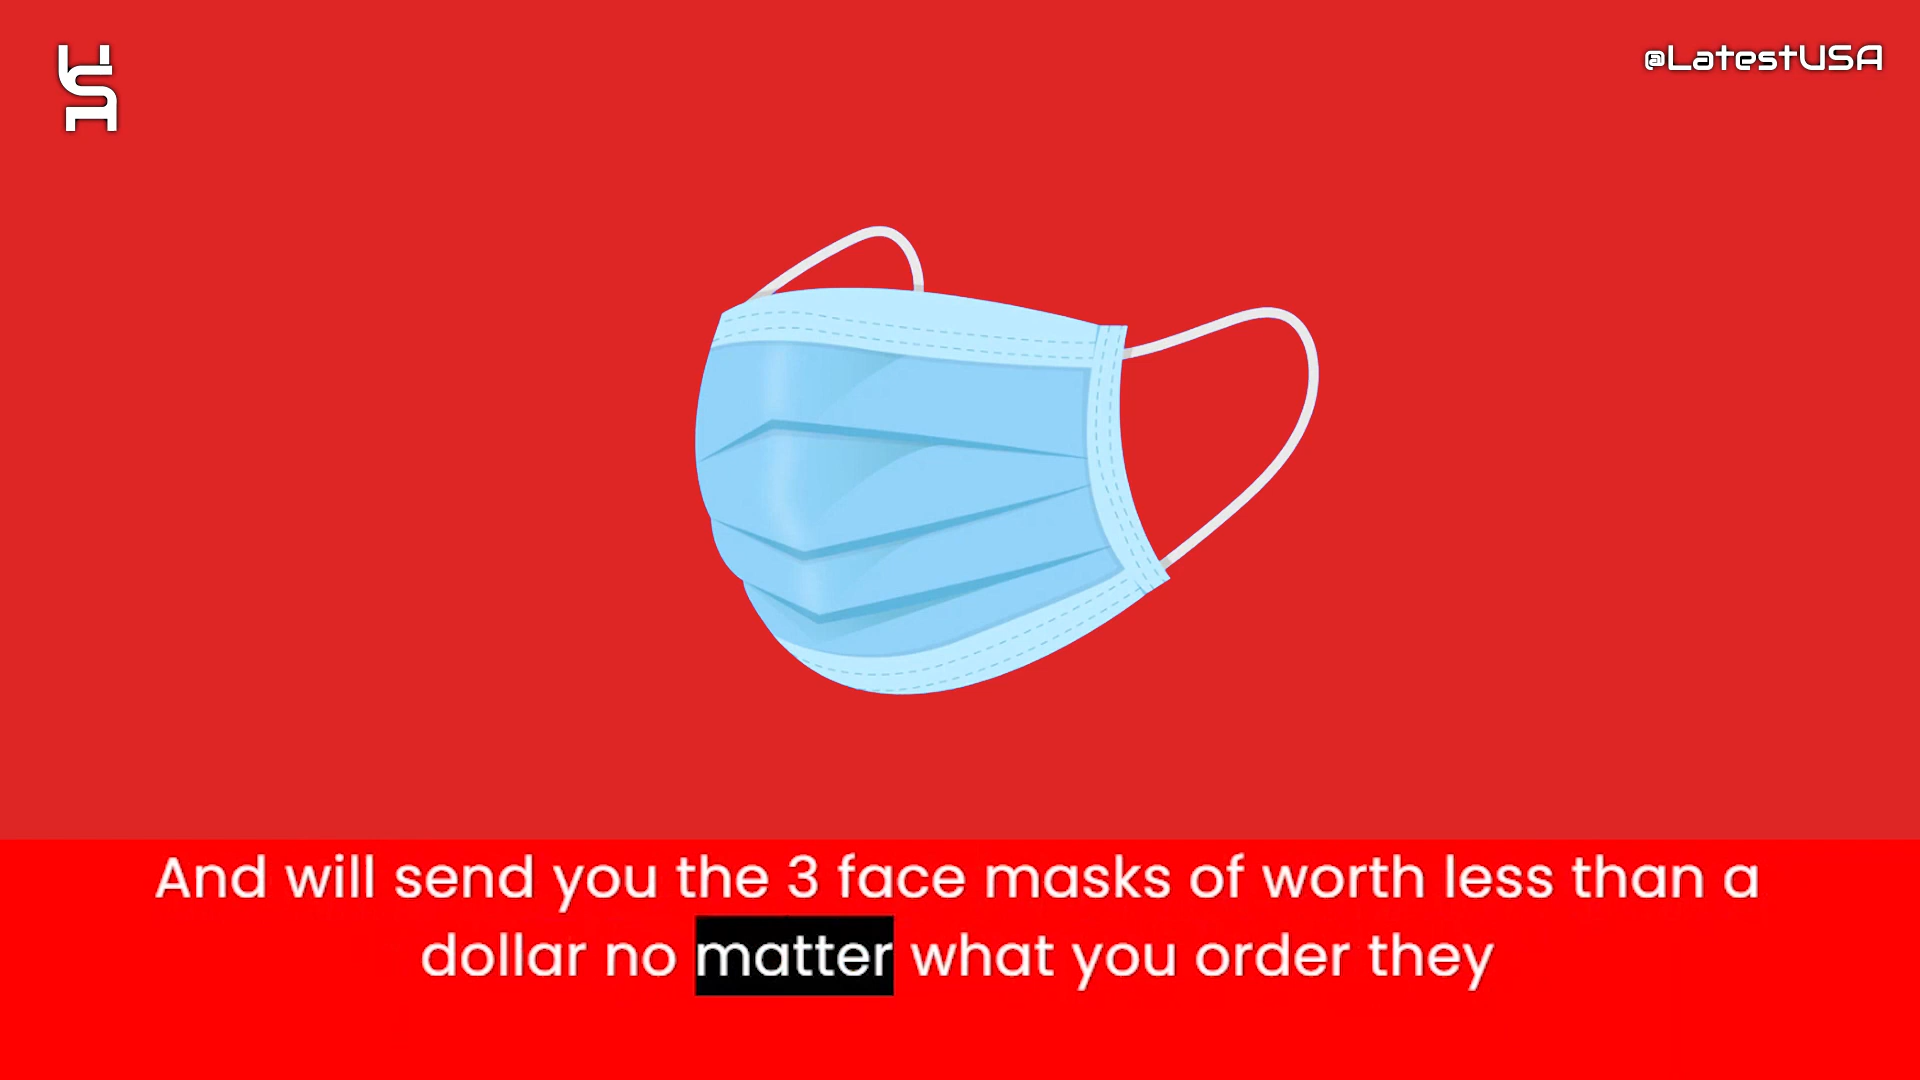 USA
@LatestUSA
And will send you the 3 face masks of worth less than a
dollar no matter what you order they